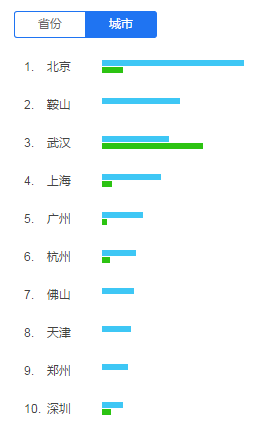 省份 城市
1. 北京
2. 鞍山
3. 武汉
4. 上海
5. 广州
6. 杭州
7. 佛山
8. 天津
9. 郑州
10. 深圳